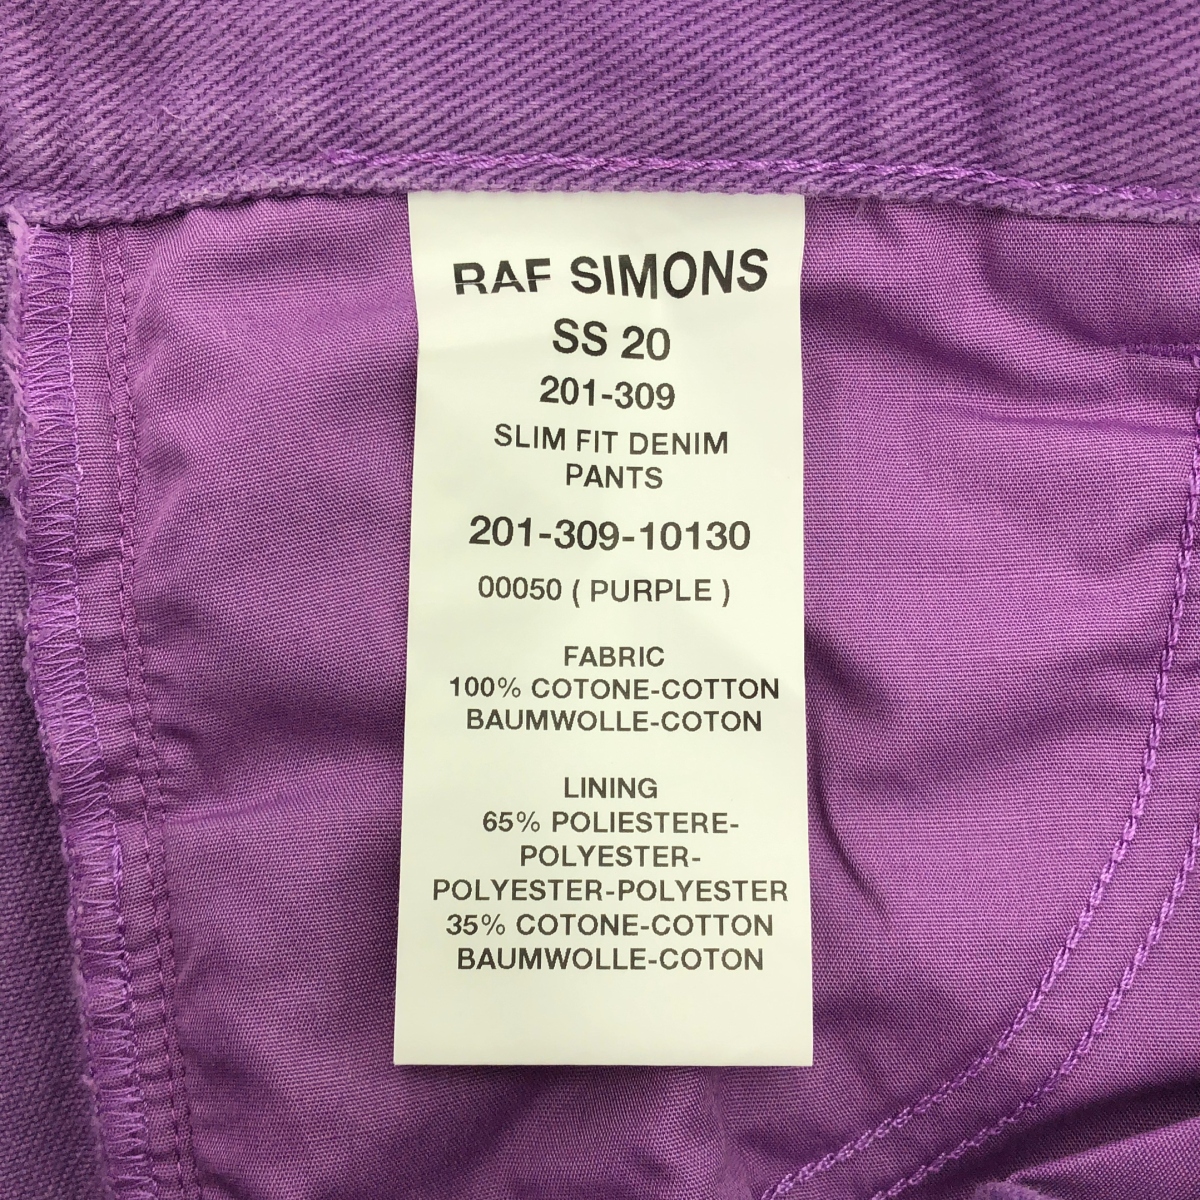 RAF SIMONS
SS 20
201-309
SLIM FIT DENIM
PANTS
201-309-10130
00050 ( PURPLE )
FABRIC
100% COTONE-COTTON
BAUMWOLLE-COTON
LINING
65% POLIESTERE-
POLYESTER-
POLYESTER-POLYESTER
35% COTONE-COTTON
BAUMWOLLE-COTON